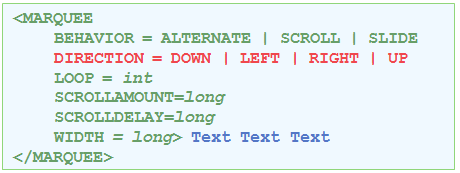 <MARQUEE
BEHAVIOR = ALTERNATE | SCROLL | SLIDE
DIRECTION = DOWN | LEFT | RIGHT | UP
LOOP = int
SCROLLAMOUNT=long
SCROLLDELAY=long
WIDTH = long> Text Text Text
</MARQUEE>